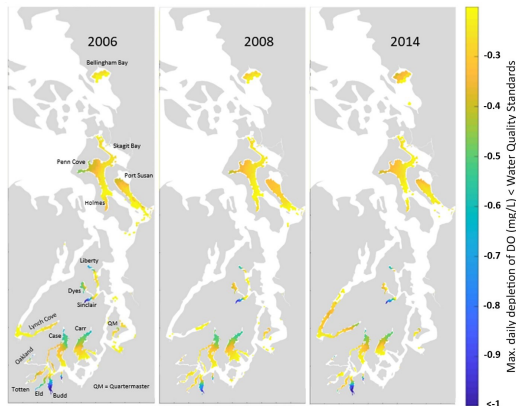 2006
2008
2014
Bellingham Bay
Skagit Bay
Penn Cove
Port Susan
Holmes
Liberty
Dyes
Sinclair
Lynch Cove
QM
Case
Carr
Oakland
Totten
Eld
Budd
QM = Quartermaster
-0.3
-0.4
-0.5
-0.6
-0.7
-0.8
-0.9
<-1
Max. daily depletion of DO (mg/L) < Water Quality Standards